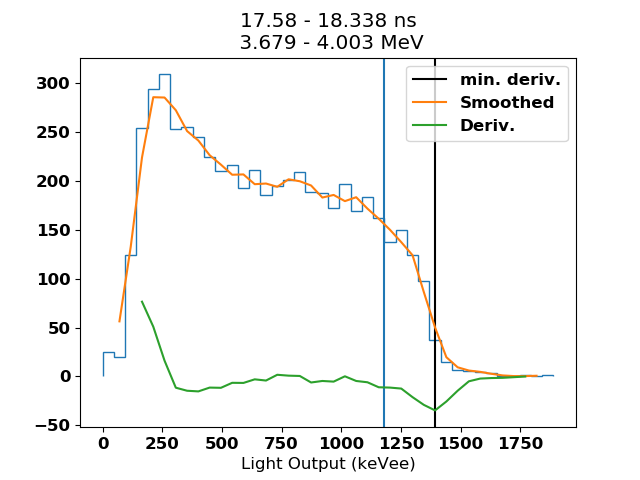 17.58 - 18.338 ns
3.679 - 4.003 MeV
min. deriv.
Smoothed
Deriv.
300
250
200
150
100
50
0
−50
0 250 500 750 1000 1250 1500 1750
Light Output (keVee)